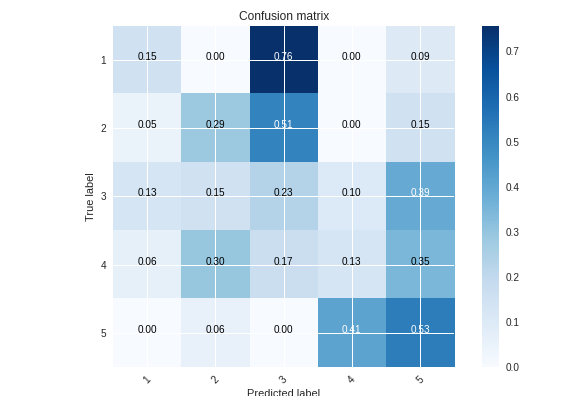 Confusion matrix
0.7
1 0.15 0.00 0.76 0.00 0.09
0.6
2 0.05 0.29 0.51 0.00 0.15
0.5
0.4
True label
3 0.13 0.15 0.23 0.10 0.39
0.3
4 0.06 0.30 0.17 0.13 0.35
0.2
5 0.00 0.06 0.00 0.41 0.53
0.1
0.0
1 2 3 4 5
Predicted label